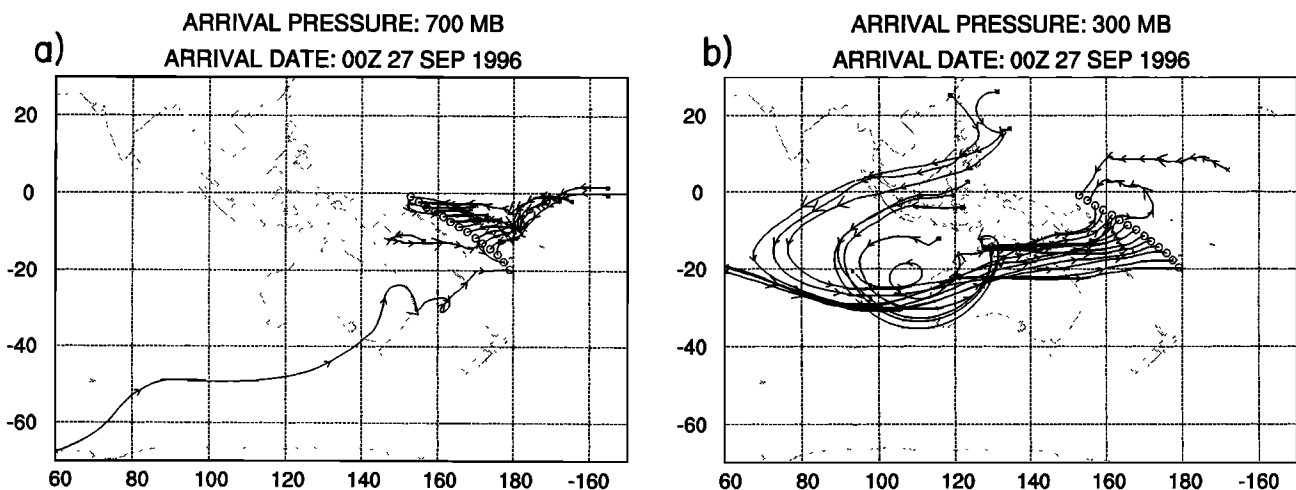 ARRIVAL PRESSURE: 700 MB
a)
ARRIVAL DATE: 00Z 27 SEP 1996
20
0
-20
-40
-60
60 80 100 120 140 160 180 -160
ARRIVAL PRESSURE: 300 MB
b)
ARRIVAL DATE: 00Z 27 SEP 1996
20
0
-20
-40
-60
60 80 100 120 140 160 180 -160